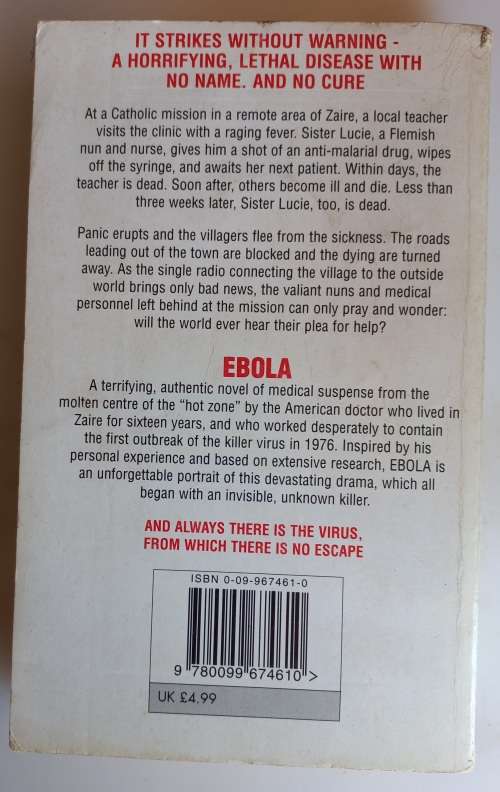 IT STRIKES WITHOUT WARNING -
A HORRIFYING, LETHAL DISEASE WITH
NO NAME. AND NO CURE
At a Catholic mission in a remote area of Zaire, a local teacher
visits the clinic with a raging fever. Sister Lucie, a Flemish
nun and nurse, gives him a shot of an anti-malarial drug, wipes
off the syringe, and awaits her next patient. Within days, the
teacher is dead. Soon after, others become ill and die. Less than
three weeks later, Sister Lucie, too, is dead.
Panic erupts and the villagers flee from the sickness. The roads
leading out of the town are blocked and the dying are turned
away. As the single radio connecting the village to the outside
world brings only bad news, the valiant nuns and medical
personnel left behind at the mission can only pray and wonder:
will the world ever hear their plea for help?
EBOLA
A terrifying, authentic novel of medical suspense from the
molten centre of the “hot zone” by the American doctor who lived in
Zaire for sixteen years, and who worked desperately to contain
the first outbreak of the killer virus in 1976. Inspired by his
personal experience and based on extensive research, EBOLA is
an unforgettable portrait of this devastating drama, which all
began with an invisible, unknown killer.
AND ALWAYS THERE IS THE VIRUS,
FROM WHICH THERE IS NO ESCAPE
ISBN 0-09-967461-0
9 780099 674610 >
UK £4.99